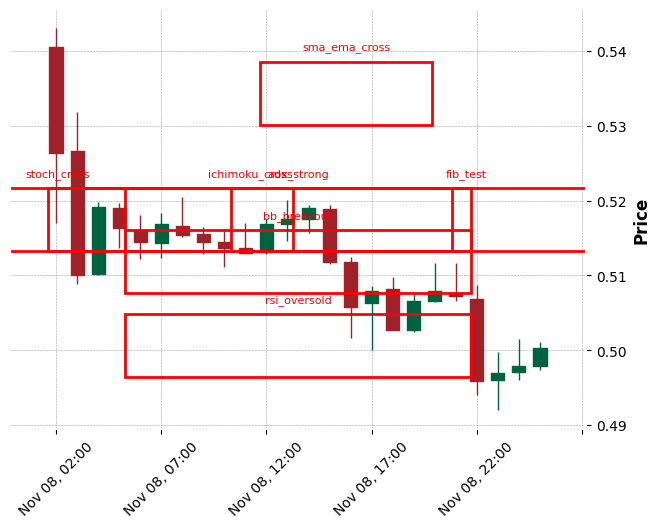 sma_ema_cross
stoch_cross
ichimoku_cross
adx_strong
fib_test
bb_breakout
rsi_oversold
0.54
0.53
0.52
0.51
0.50
0.49
Price
Nov 08, 02:00
Nov 08, 07:00
Nov 08, 12:00
Nov 08, 17:00
Nov 08, 22:00